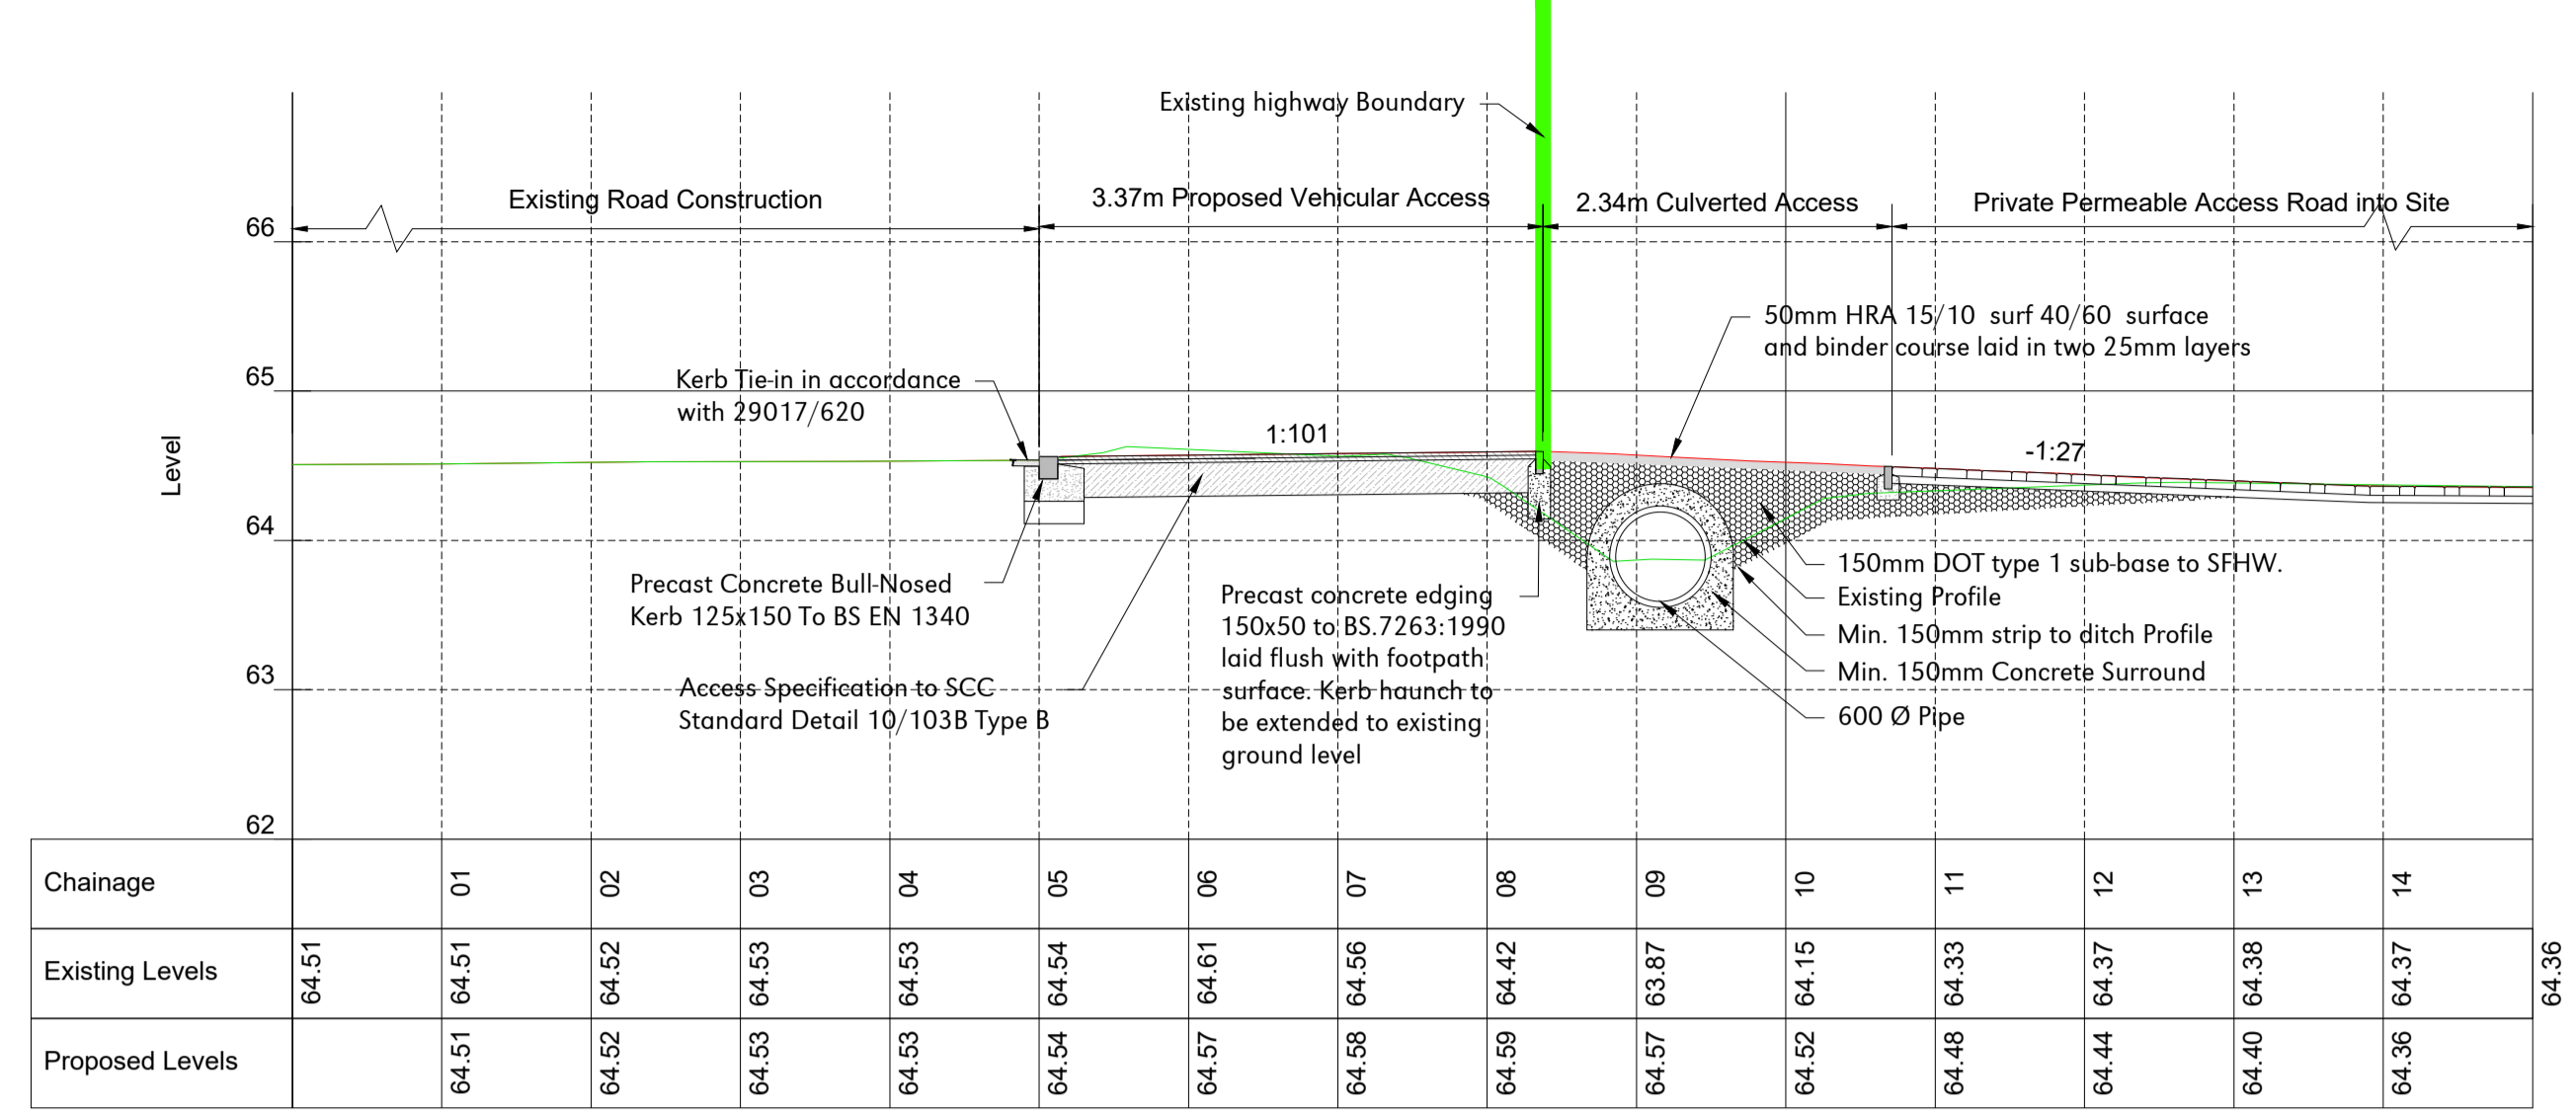 Existing highway Boundary
Existing Road Construction
3.37m Proposed Vehicular Access
2.34m Culverted Access
Private Permeable Access Road into Site
66
65
64
63
62
Level
50mm HRA 15/10 surf 40/60 surface
and binder course laid in two 25mm layers
Kerb Tie-in in accordance
with 29017/620
1:101
-1:27
Precast Concrete Bull-Nosed
Kerb 125x150 To BS EN 1340
Access Specification to SCC
Standard Detail 10/103B Type B
Precast concrete edging
150x50 to BS.7263:1990
laid flush with footpath
surface. Kerb haunch to
be extended to existing
ground level
150mm DOT type 1 sub-base to SFHW.
Existing Profile
Min. 150mm strip to ditch Profile
Min. 150mm Concrete Surround
600 Ø Pipe
Chainage 01 02 03 04 05 06 07 08 09 10 11 12 13 14
Existing Levels 64.51 64.51 64.52 64.53 64.53 64.54 64.61 64.56 64.42 63.87 64.15 64.33 64.37 64.38 64.37 64.36
Proposed Levels 64.51 64.52 64.53 64.53 64.54 64.57 64.58 64.59 64.57 64.52 64.48 64.44 64.40 64.36